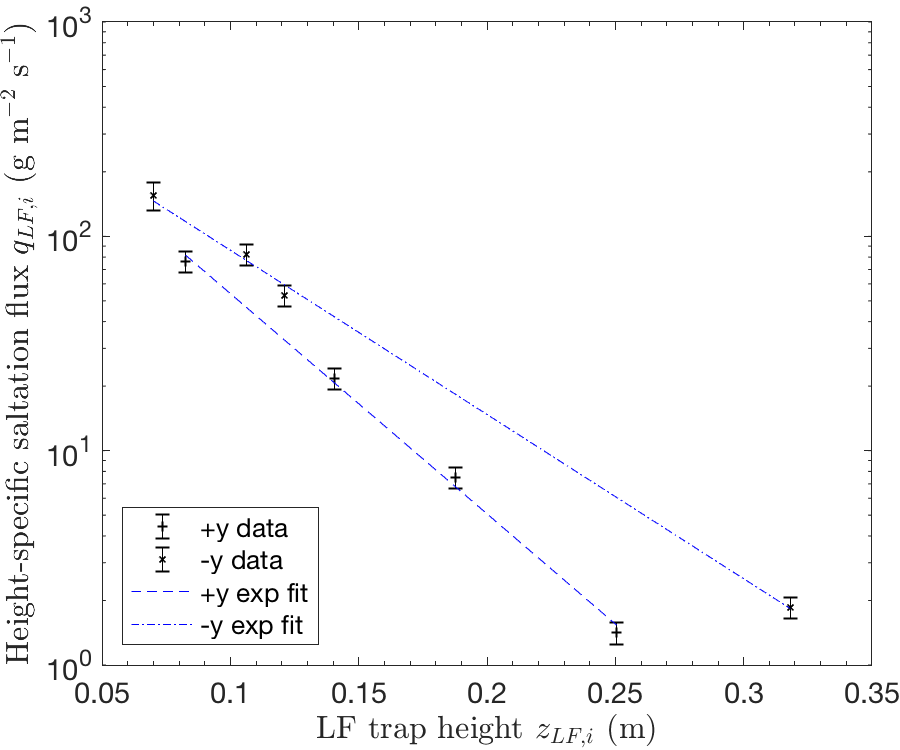 Height-specific saltation flux q_{LF,i} (g m^{-2} s^{-1})
10^3
10^2
10^1
10^0
+y data
-y data
+y exp fit
-y exp fit
0.05 0.1 0.15 0.2 0.25 0.3 0.35
LF trap height z_{LF,i} (m)